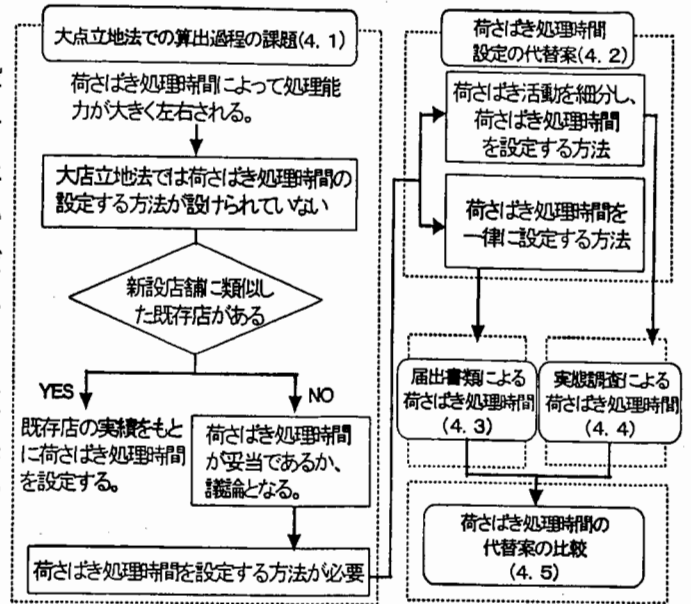 大点立地法での算出過程の課題(4. 1)
荷さばき処理時間によって処理能
力が大きく左右される。
大店立地法では荷さばき処理時間の
設定する方法が設けられていない
新設店舗に類似し
た既存店がある
YES
NO
既存店の実績をもと
に荷さばき処理時間
を設定する。
荷さばき処理時間
が妥当であるか、
議論となる。
荷さばき処理時間を設定する方法が必要
荷さばき処理時間
設定の代替案(4. 2)
荷さばき活動を細分し、
荷さばき処理時間
を設定する方法
荷さばき処理時間を
一律に設定する方法
届出書類による
荷さばき処理時間
(4. 3)
実態調査による
荷さばき処理時間
(4. 4)
荷さばき処理時間の
代替案の比較
(4. 5)